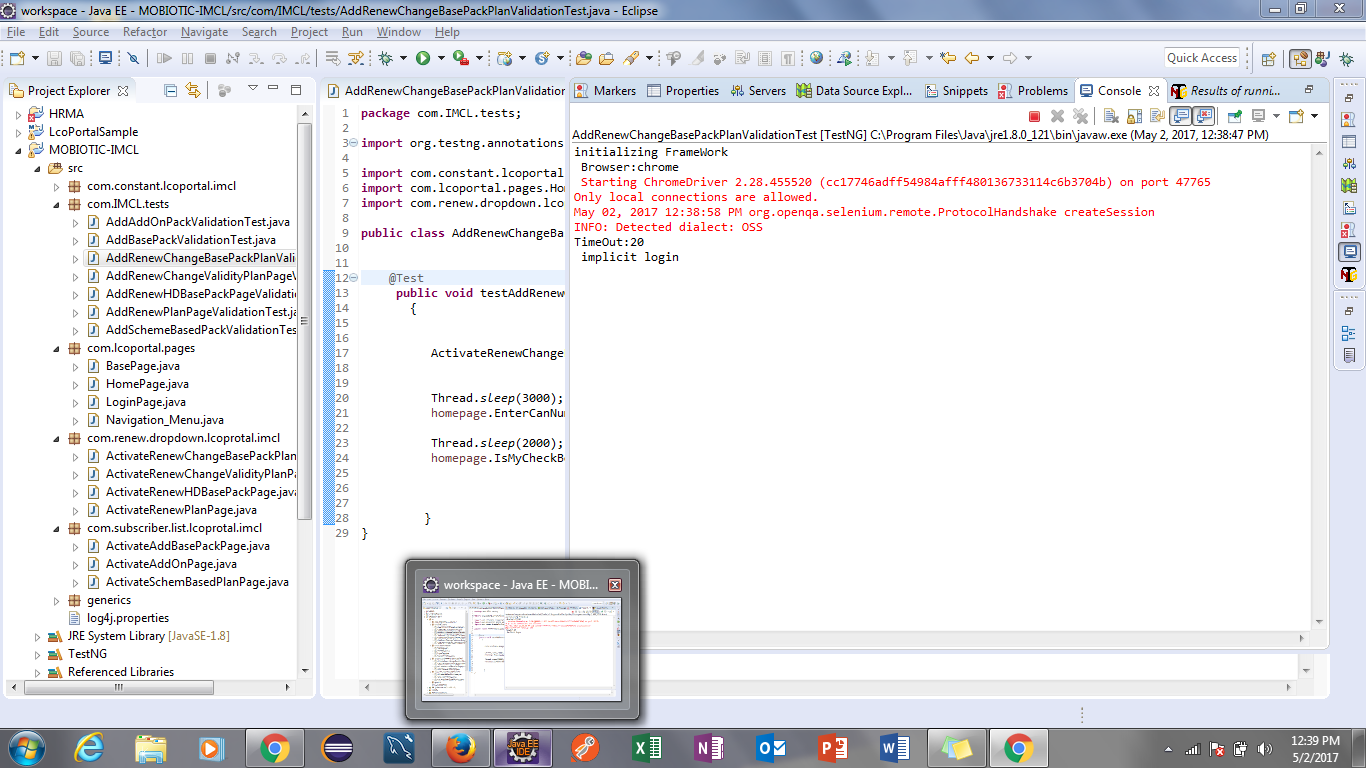 workspace - Java EE - MOBIOTIC-IMCL/src/com/IMCL/tests/AddRenewChangeBasePackPlanValidationTest.java - Eclipse
File Edit Source Refactor Navigate Search Project Run Window Help
Quick Access
Project Explorer
HRMA
LcoPortalSample
MOBIOTIC-IMCL
src
com.constant.lcoportal.imcl
com.IMCL.tests
AddAddOnPackValidationTest.java
AddBasePackValidationTest.java
AddRenewChangeBasePackPlanVali
AddRenewChangeValidityPlanPageV
AddRenewHDBasePackPageValidati
AddRenewPlanPageValidationTest.ja
AddSchemeBasedPackValidationTes
com.lcoportal.pages
BasePage.java
HomePage.java
LoginPage.java
Navigation_Menu.java
com.renew.dropdown.lcoprotal.imcl
ActivateRenewChangeBasePackPlan
ActivateRenewChangeValidityPlanPa
ActivateRenewHDBasePackPage.java
ActivateRenewPlanPage.java
com.subscriber.list.lcoprotal.imcl
ActivateAddBasePackPage.java
ActivateAddOnPage.java
ActivateSchemBasedPlanPage.java
generics
log4j.properties
JRE System Library [JavaSE-1.8]
TestNG
Referenced Libraries
AddRenewChangeBasePackPlanValidation
1 package com.IMCL.tests;
2
3 import org.testng.annotations
4
5 import com.constant.lcoportal
6 import com.lcoportal.pages.Ho
7 import com.renew.dropdown.lco
8
9 public class AddRenewChangeBa
10
11
12 @Test
13 public void testAddRenew
14 {
15
16
17 ActivateRenewChange
18
19
20 Thread.sleep(3000);
21 homepage.EnterCanNu
22
23 Thread.sleep(2000);
24 homepage.IsMyCheckB
25
26
27
28 }
29 }
Markers Properties Servers Data Source Expl... Snippets Problems Console Results of runni...
AddRenewChangeBasePackPlanValidationTest [TestNG] C:\Program Files\Java\jre1.8.0_121\bin\javaw.exe (May 2, 2017, 12:38:47 PM)
initializing FrameWork
Browser:chrome
Starting ChromeDriver 2.28.455520 (cc17746adff54984afff480136733114c6b3704b) on port 47765
Only local connections are allowed.
May 02, 2017 12:38:58 PM org.openqa.selenium.remote.ProtocolHandshake createSession
INFO: Detected dialect: OSS
TimeOut:20
implicit login
workspace - Java EE - MOBI...
Java EE
IDE
12:39 PM
5/2/2017